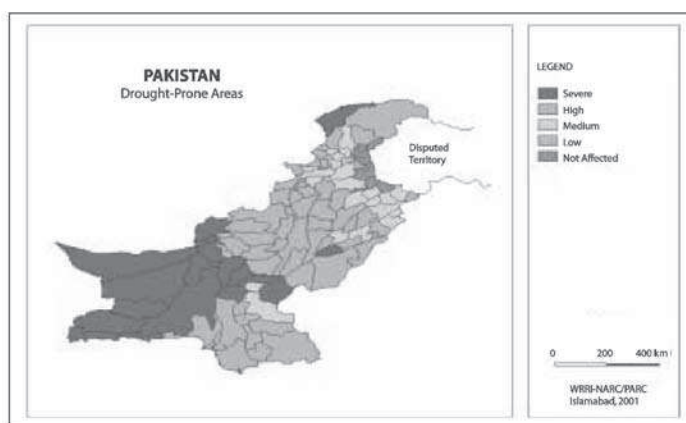 PAKISTAN
Drought-Prone Areas
Disputed
Territory
LEGEND
Severe
High
Medium
Low
Not Affected
0 200 400 km
WRRI-NARC/PARC
Islamabad, 2001